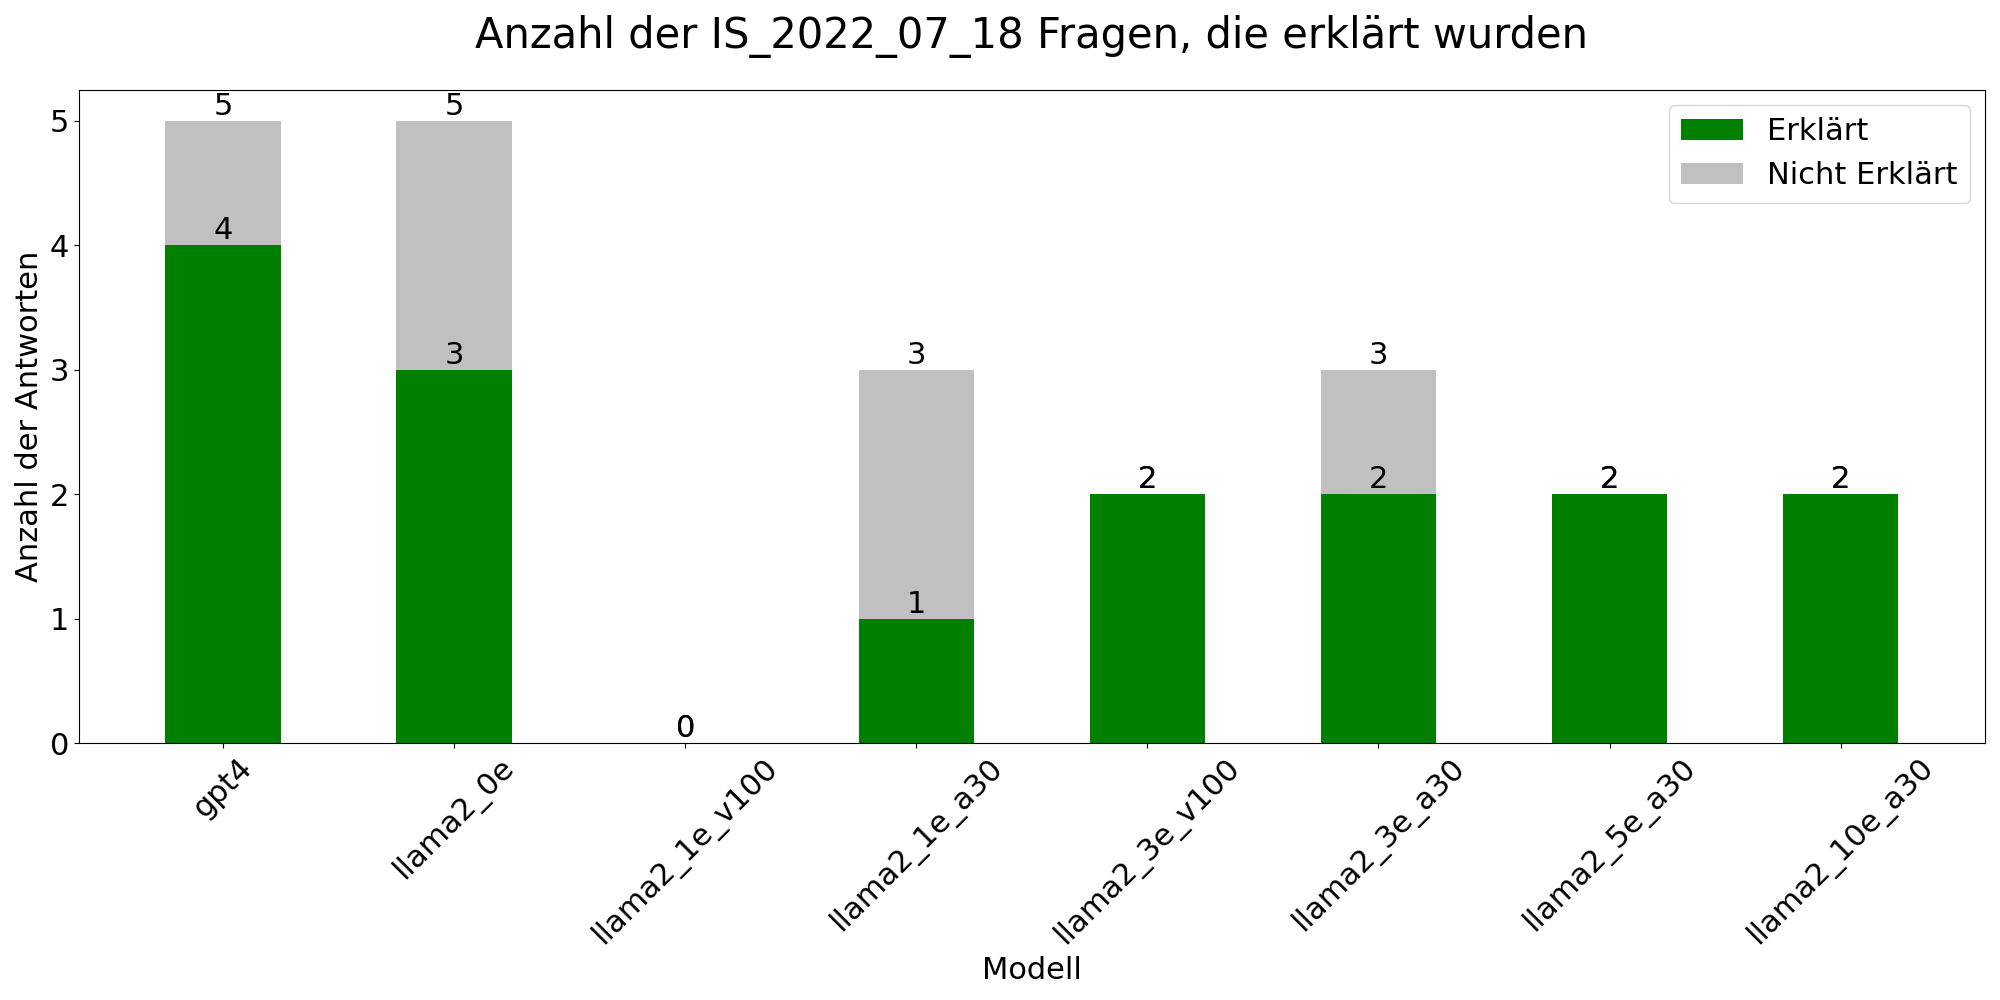 Anzahl der IS_2022_07_18 Fragen, die erklärt wurden
Erklärt
Nicht Erklärt
Anzahl der Antworten
5
4
3
2
1
0
5
4
5
3
0
3
1
2
3
2
2
2
gpt4
llama2_0e
llama2_1e_v100
llama2_1e_a30
llama2_3e_v100
llama2_3e_a30
llama2_5e_a30
llama2_10e_a30
Modell